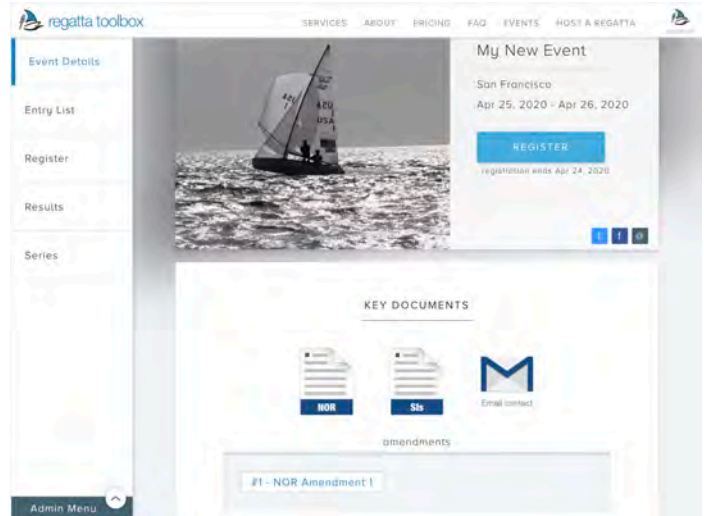 regatta toolbox
SERVICES ABOUT PRICING FAQ EVENTS HOST A REGATTA
Event Details
Entry List
Register
Results
Series
Admin Menu
My New Event
San Francisco
Apr 25, 2020 - Apr 26, 2020
REGISTER
registration ends Apr 24, 2020
USA
KEY DOCUMENTS
NOR
SIs
Email contact
amendments
#1 - NOR Amendment 1